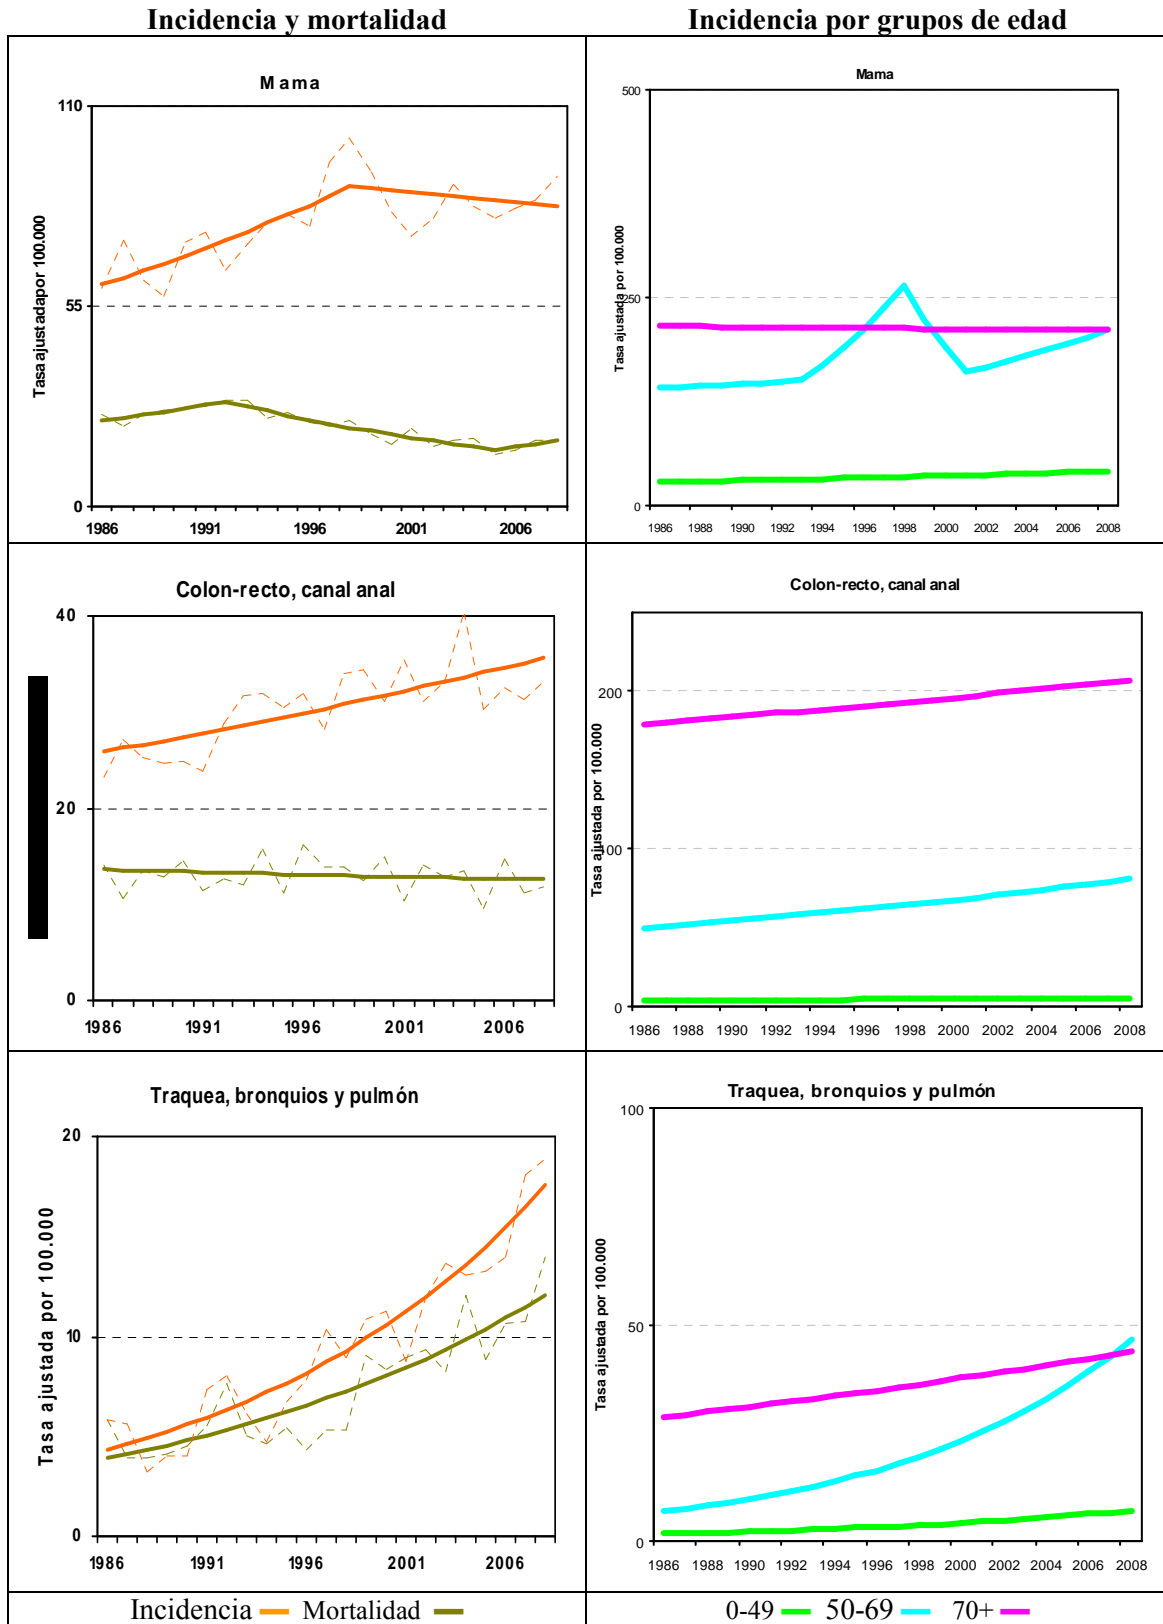 Incidencia y mortalidad
Incidencia por grupos de edad
Mama
110
55
0
Tasa ajustadapor 100.000
1986 1991 1996 2001 2006
Mama
500
250
0
Tasa ajustada por 100.000
1986 1988 1990 1992 1994 1996 1998 2000 2002 2004 2006 2008
Colon-recto, canal anal
40
20
0
1986 1991 1996 2001 2006
Colon-recto, canal anal
200
100
0
Tasa ajustada por 100.000
1986 1988 1990 1992 1994 1996 1998 2000 2002 2004 2006 2008
Traquea, bronquios y pulmón
20
10
0
Tasa ajustada por 100.000
1986 1991 1996 2001 2006
Traquea, bronquios y pulmón
100
50
0
Tasa ajustada por 100.000
1986 1988 1990 1992 1994 1996 1998 2000 2002 2004 2006 2008
Incidencia Mortalidad
0-49 50-69 70+